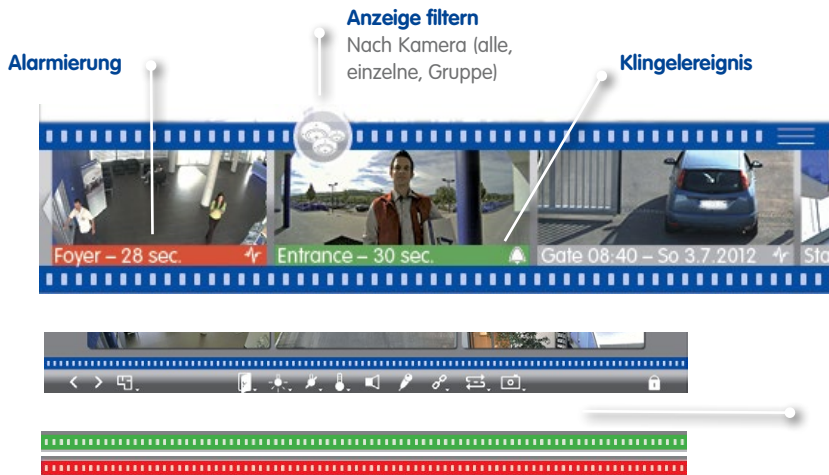 Anzeige filtern
Nach Kamera (alle,
einzelne, Gruppe)
Alarmierung
Klingelereignis
Foyer – 28 sec.
Entrance – 30 sec.
Gate 08:40 – So 3.7.2012
Sta